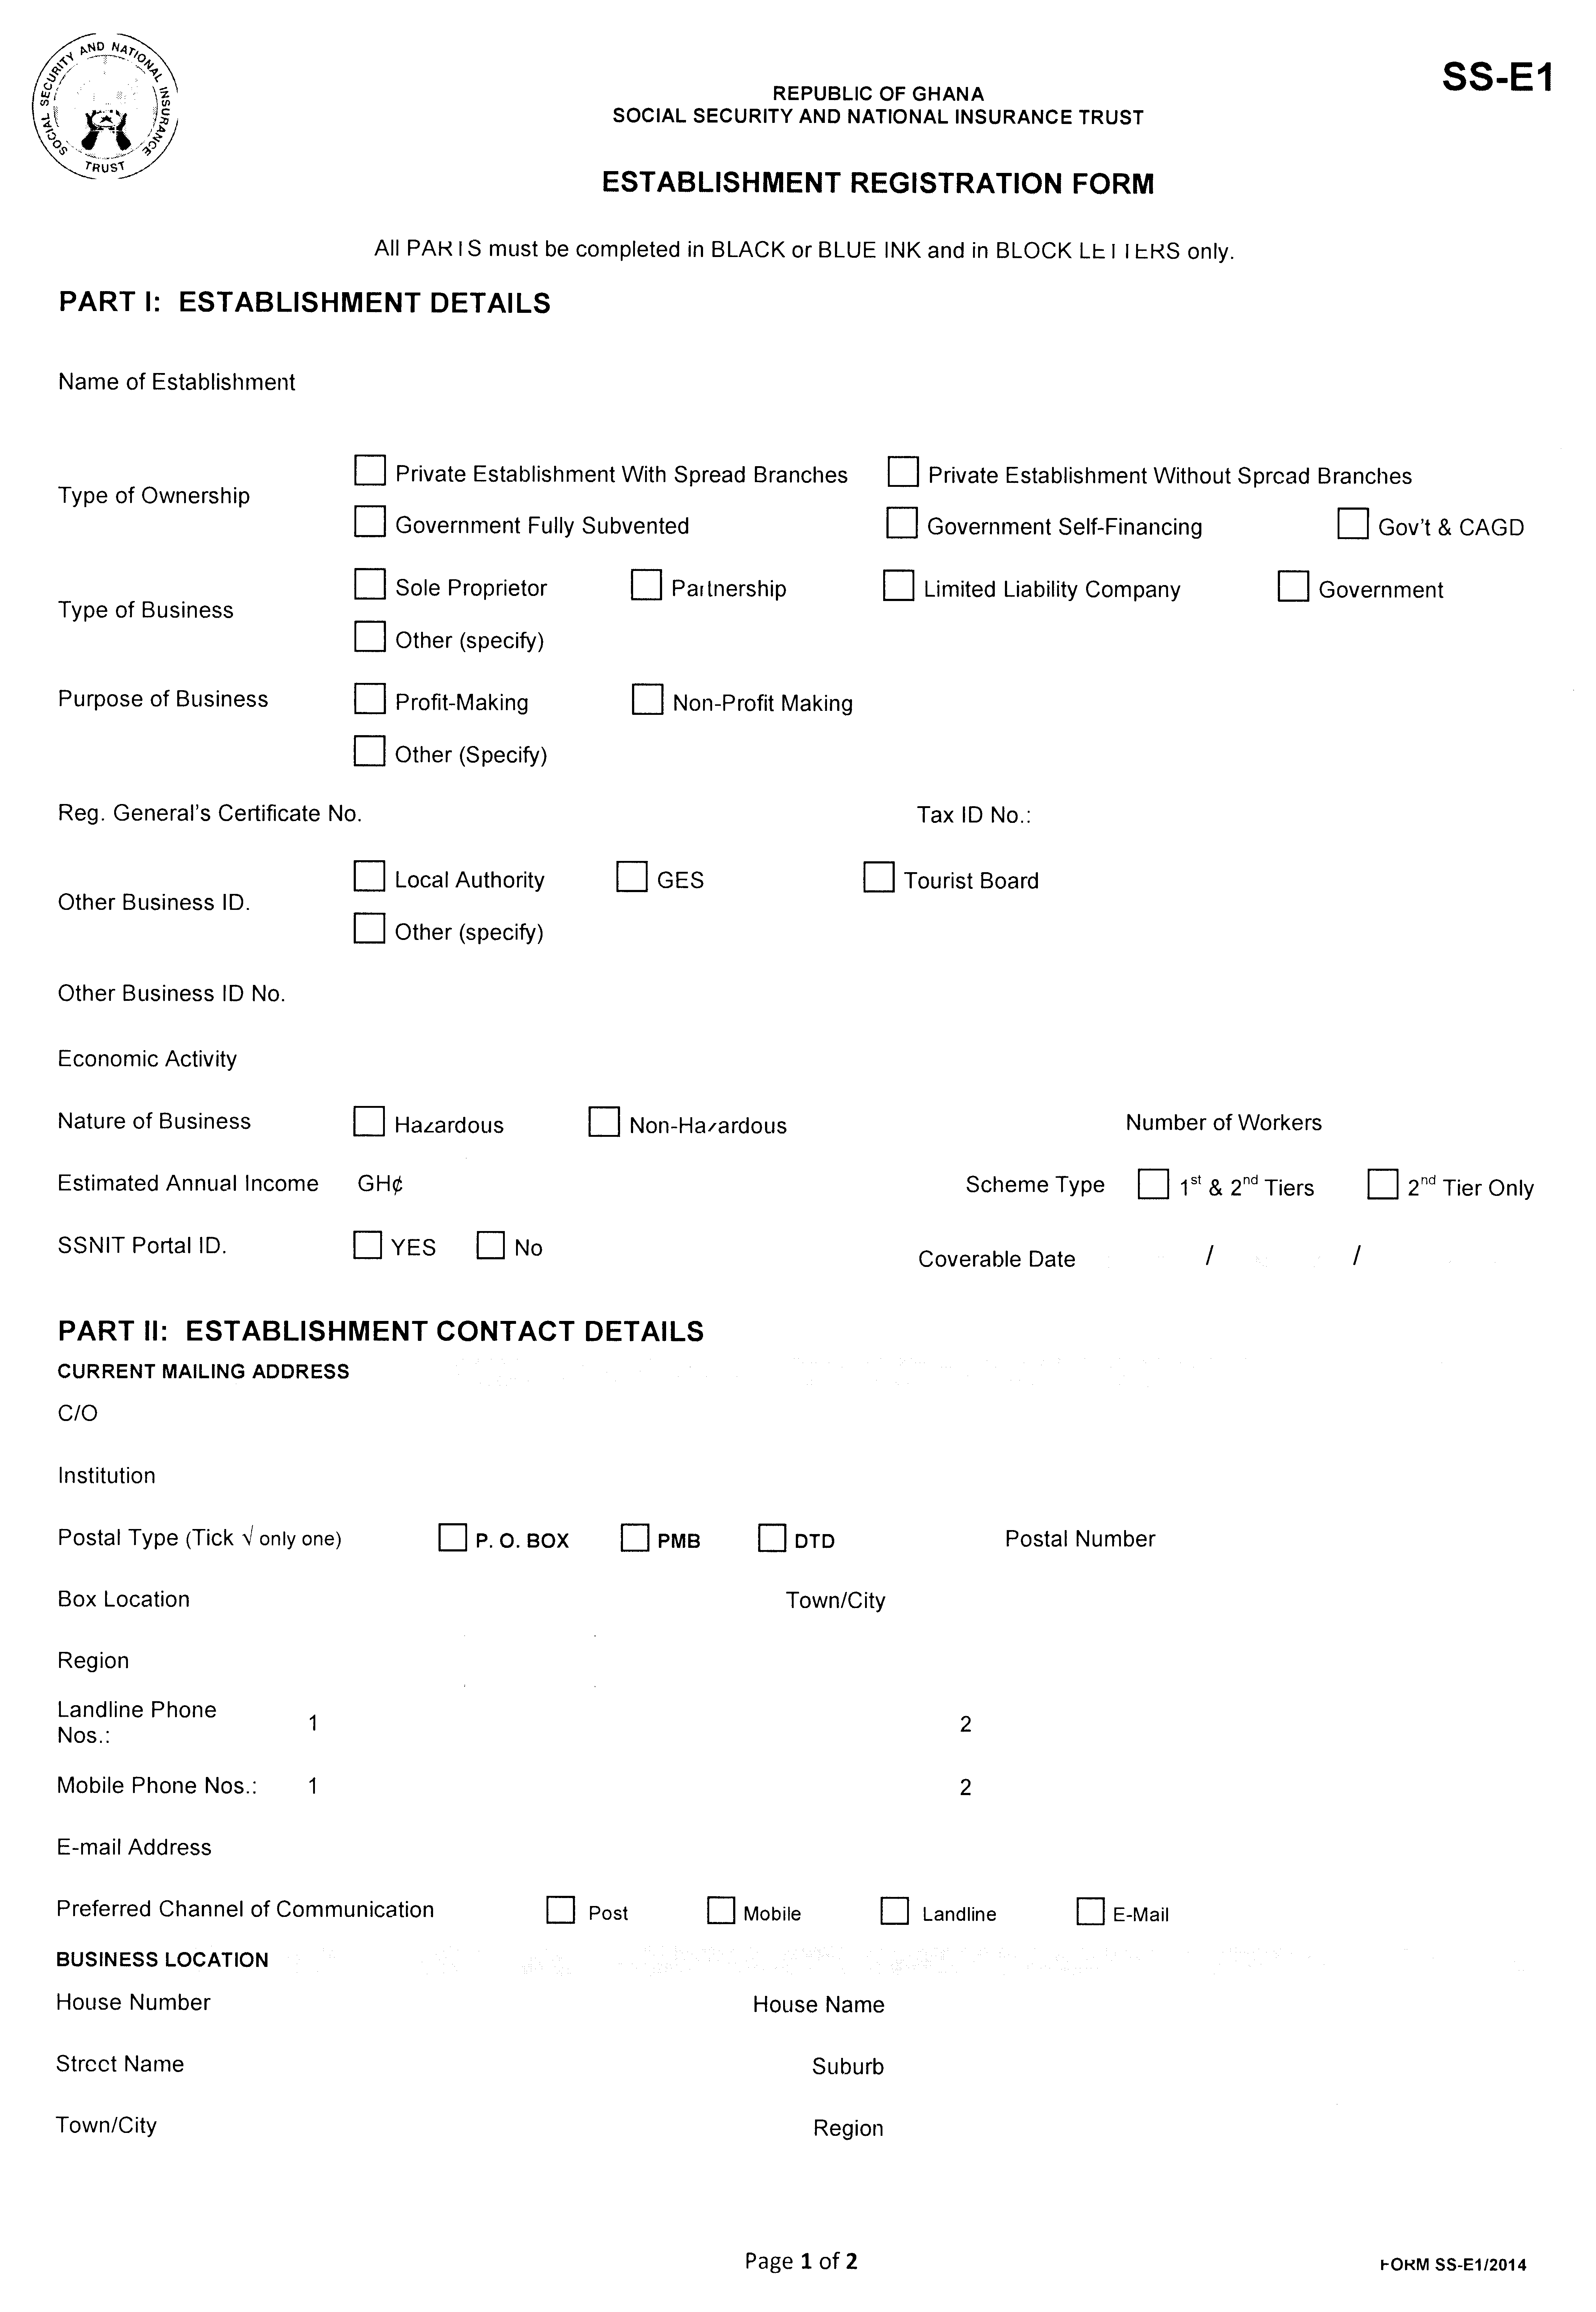 SOCIAL SECURITY AND NATIONAL INSURANCE TRUST
SS-E1
REPUBLIC OF GHANA
SOCIAL SECURITY AND NATIONAL INSURANCE TRUST
ESTABLISHMENT REGISTRATION FORM
All PARTS must be completed in BLACK or BLUE INK and in BLOCK LETTERS only.
PART I: ESTABLISHMENT DETAILS
Name of Establishment
Type of Ownership
Private Establishment With Spread Branches
Private Establishment Without Spread Branches
Government Fully Subvented
Government Self-Financing
Gov't & CAGD
Type of Business
Sole Proprietor
Partnership
Limited Liability Company
Government
Other (specify)
Purpose of Business
Profit-Making
Non-Profit Making
Other (Specify)
Reg. General's Certificate No.
Tax ID No.:
Other Business ID.
Local Authority
GES
Tourist Board
Other (specify)
Other Business ID No.
Economic Activity
Nature of Business
Hazardous
Non-Hazardous
Number of Workers
Estimated Annual Income GH¢
Scheme Type
1st & 2nd Tiers
2nd Tier Only
SSNIT Portal ID.
YES
No
Coverable Date / /
PART II: ESTABLISHMENT CONTACT DETAILS
CURRENT MAILING ADDRESS
C/O
Institution
Postal Type (Tick √ only one)
P. O. BOX
PMB
DTD
Postal Number
Box Location
Town/City
Region
Landline Phone
Nos.:
1
2
Mobile Phone Nos.: 1
2
E-mail Address
Preferred Channel of Communication
Post
Mobile
Landline
E-Mail
BUSINESS LOCATION
House Number
House Name
Street Name
Suburb
Town/City
Region
Page 1 of 2
FORM SS-E1/2014